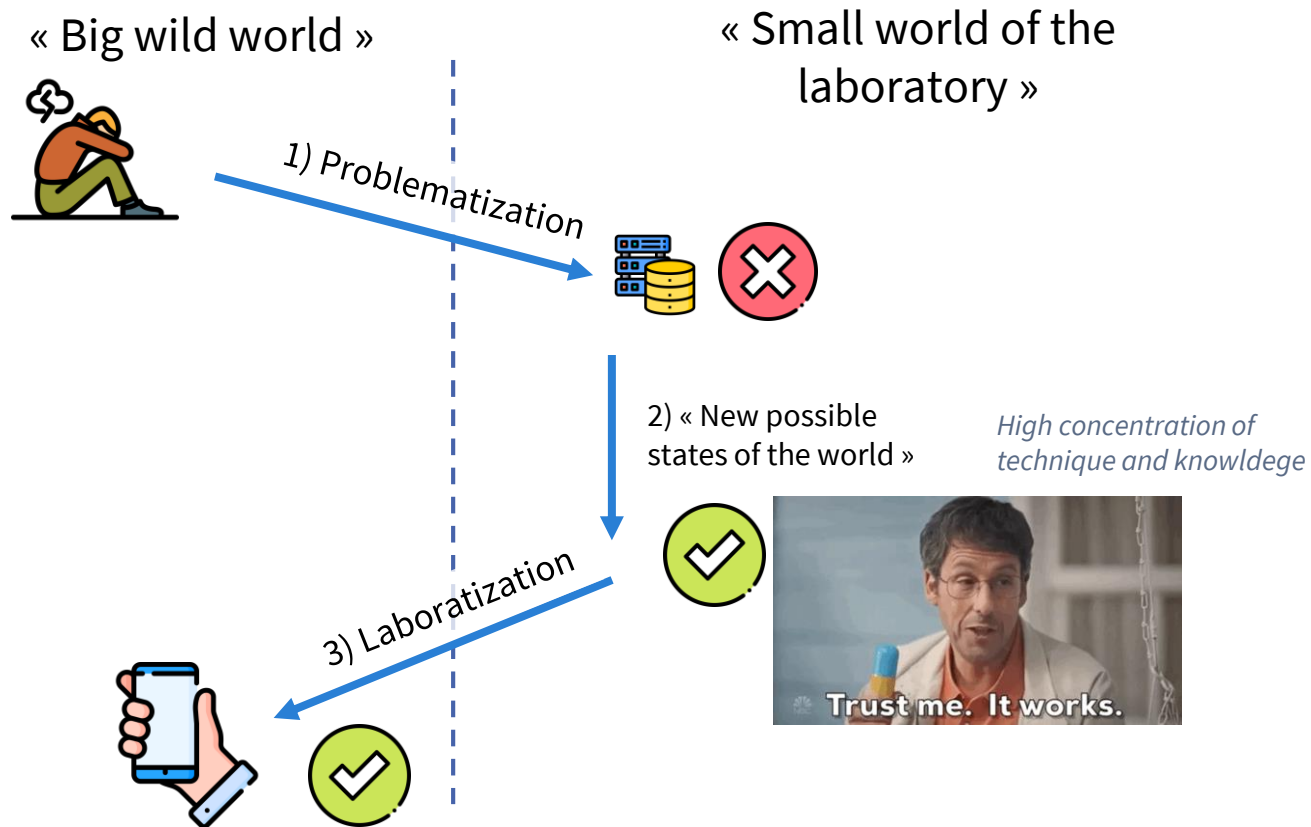 « Big wild world »
« Small world of the
laboratory »
1) Problematization
2) « New possible
states of the world »
High concentration of
technique and knowldege
3) Laboratization
Trust me. It works.